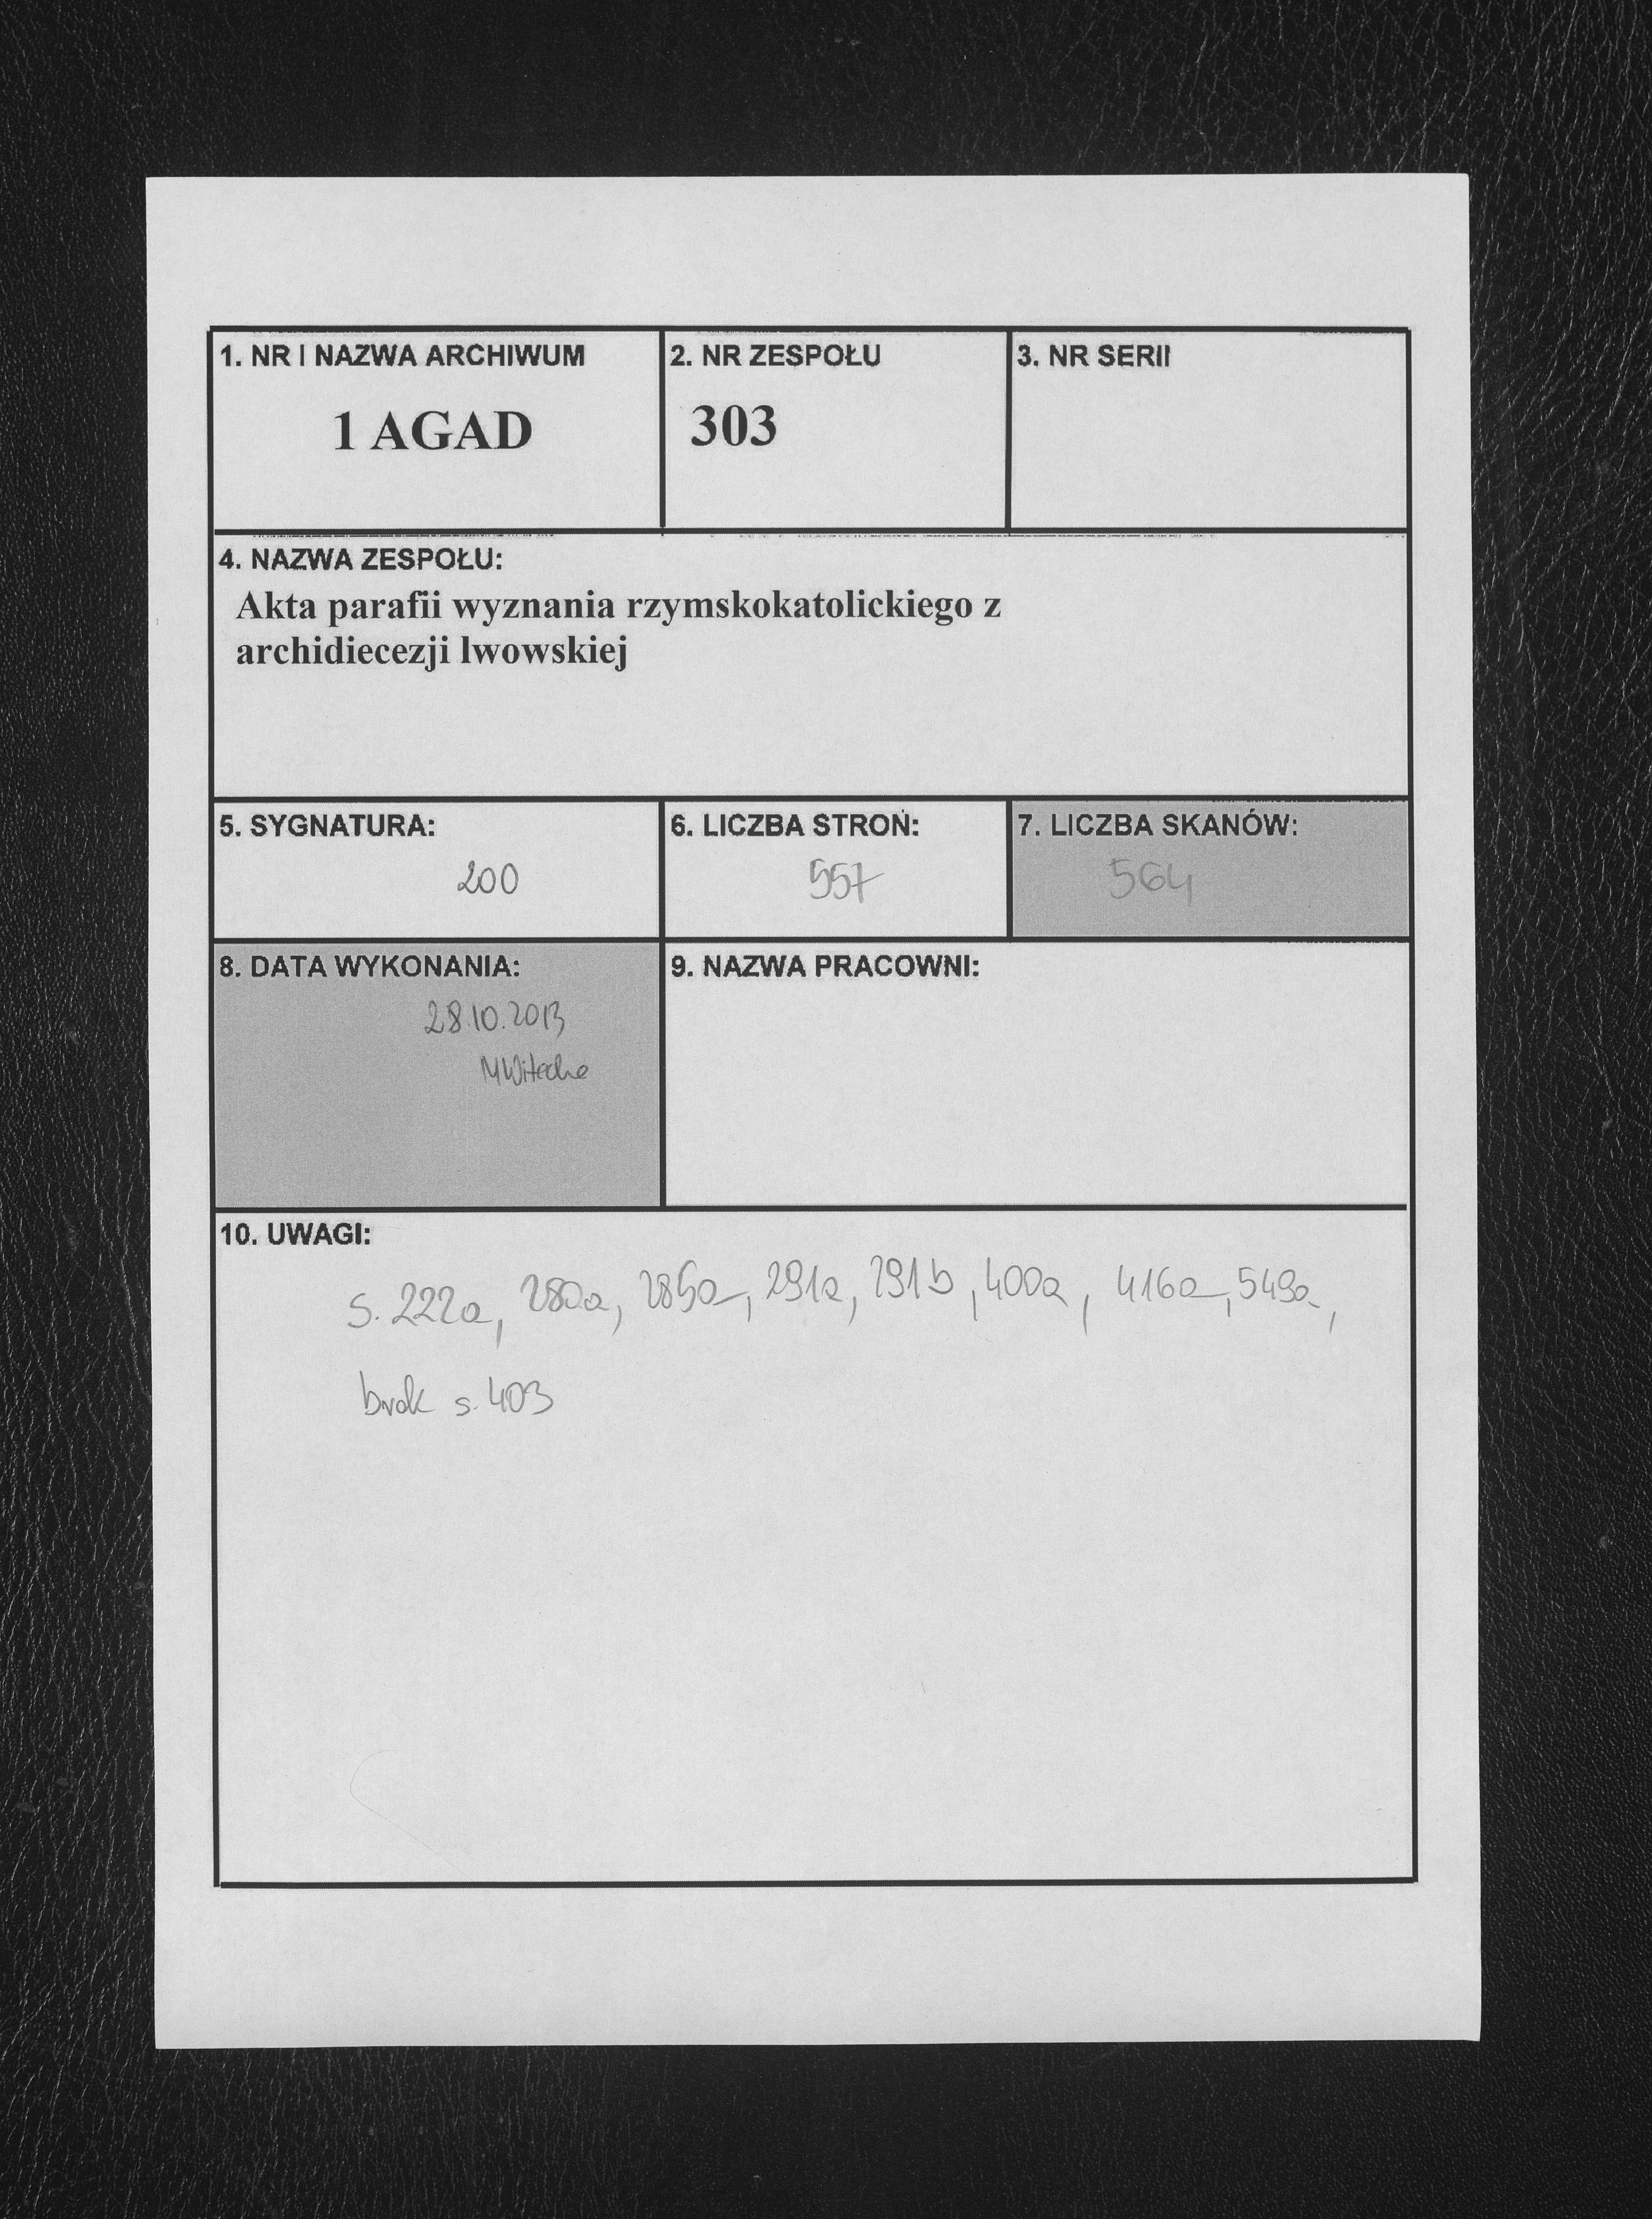 1. NR I NAZWA ARCHIWUM
1 AGAD
2. NR ZESPOŁU
303
3. NR SERII
4. NAZWA ZESPOŁU:
Akta parafii wyznania rzymskokatolickiego z
archidiecezji lwowskiej
5. SYGNATURA:
200
6. LICZBA STRON:
557
7. LICZBA SKANÓW:
564
8. DATA WYKONANIA:
28.10.2013
9. NAZWA PRACOWNI:
10. UWAGI:
s. 222a, 280a, 285a, 291a, 291b, 400a, 416a, 549a,
brak s. 403